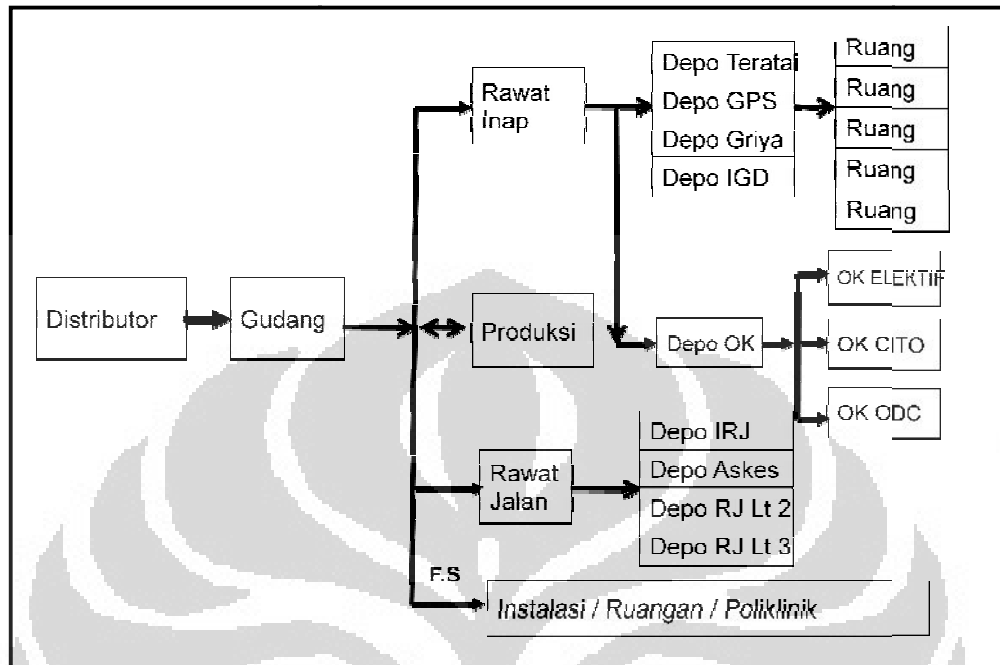 Distributor
Gudang
Rawat
Inap
Depo Teratai
Depo GPS
Depo Griya
Depo IGD
Ruang
Ruang
Ruang
Ruang
Ruang
Produksi
Depo OK
OK ELEKTIF
OK CITO
OK ODC
Rawat
Jalan
Depo IRJ
Depo Askes
Depo RJ Lt 2
Depo RJ Lt 3
F.S
Instalasi / Ruangan / Poliklinik